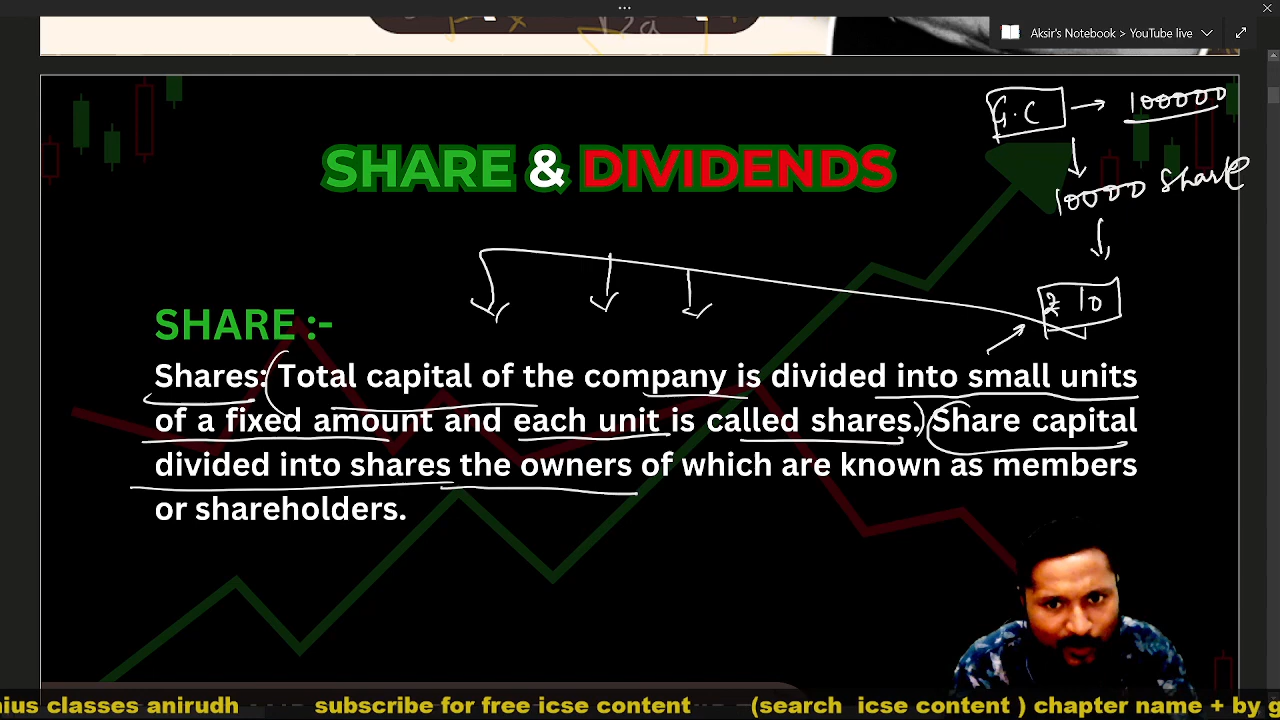 Aksir's Notebook > YouTube live
G.C → 100000
SHARE & DIVIDENDS
10000 Share
₹ 10
SHARE :-
Shares: Total capital of the company is divided into small units
of a fixed amount and each unit is called shares. Share capital
divided into shares the owners of which are known as members
or shareholders.
nius classes anirudh subscribe for free icse content (search icse content ) chapter name + by g